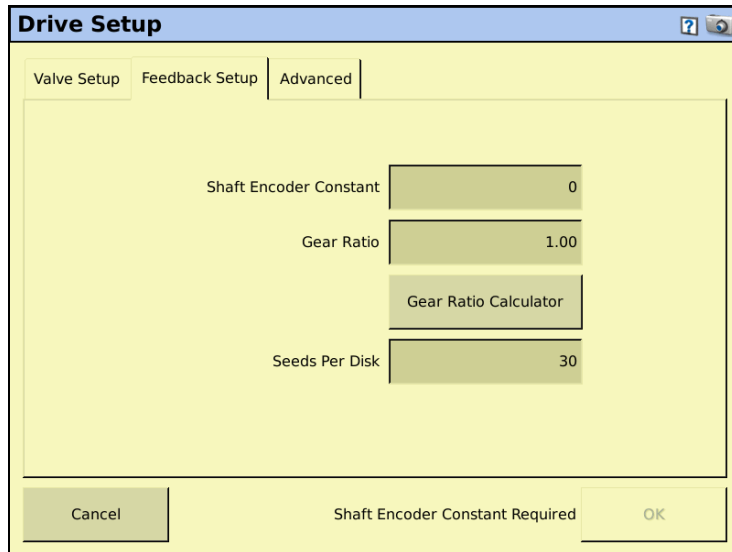 Drive Setup
?
Valve Setup Feedback Setup Advanced
Shaft Encoder Constant 0
Gear Ratio 1.00
Gear Ratio Calculator
Seeds Per Disk 30
Cancel Shaft Encoder Constant Required OK